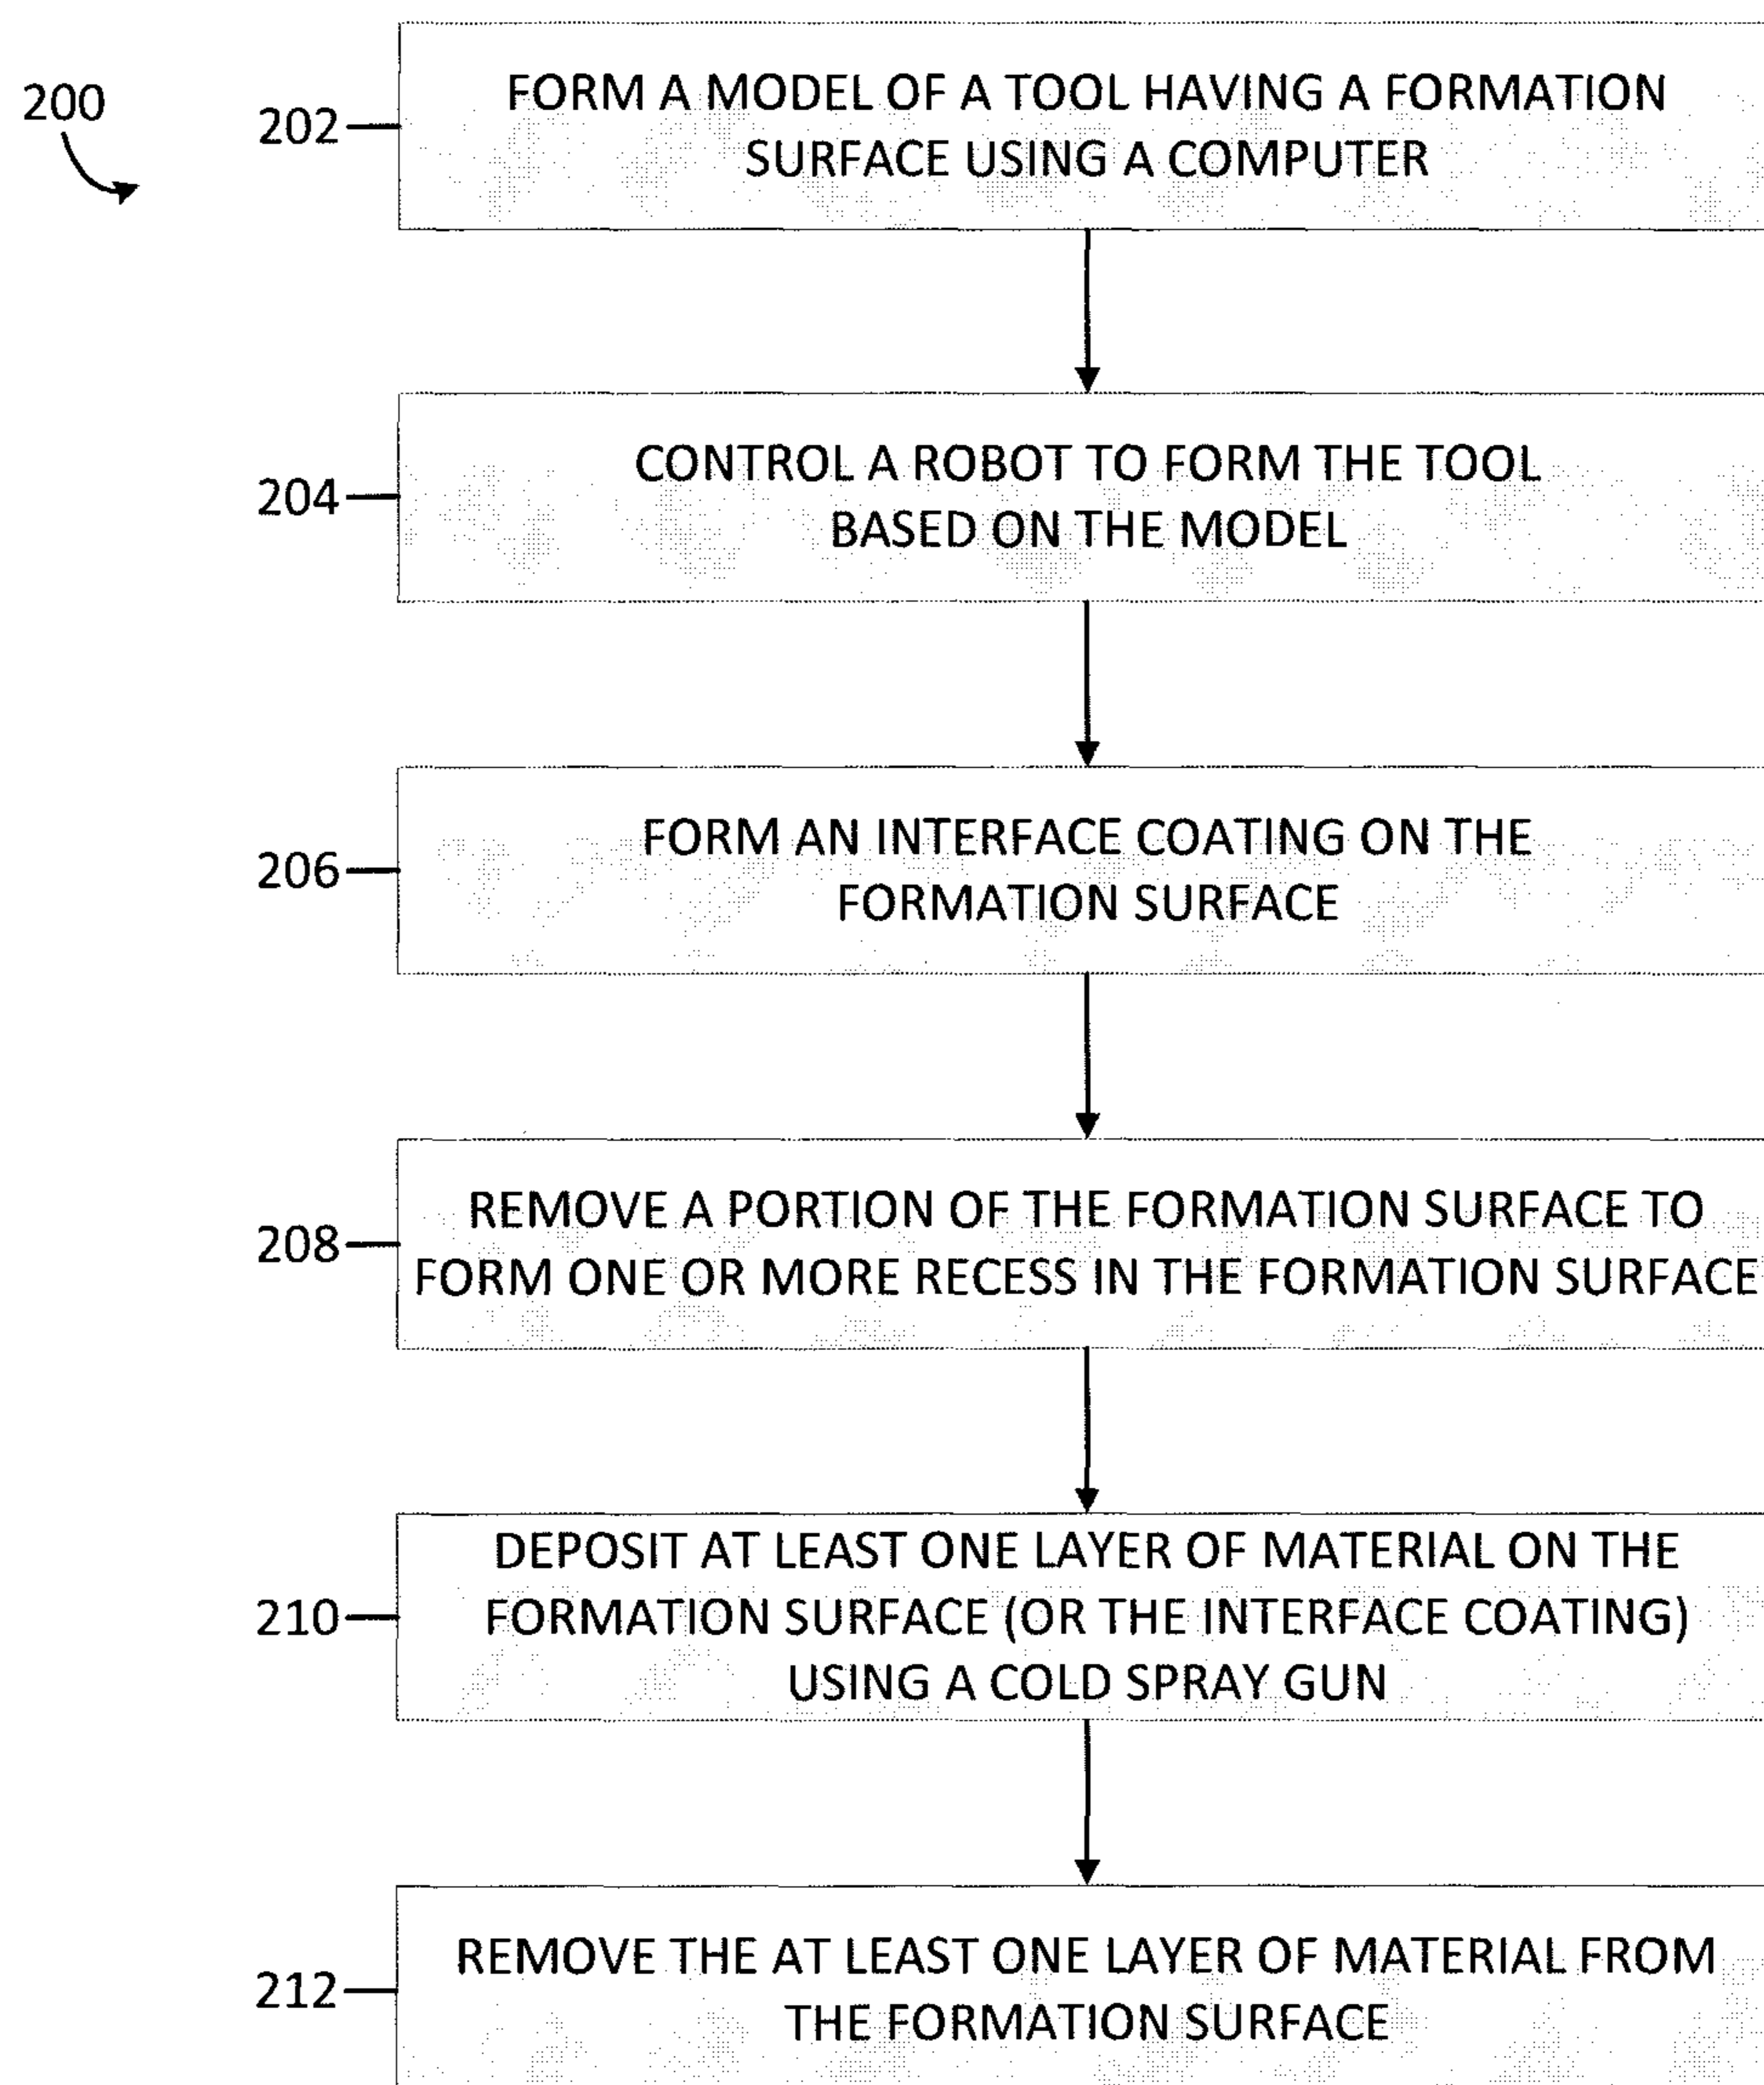 200
202
FORM A MODEL OF A TOOL HAVING A FORMATION
SURFACE USING A COMPUTER
204
CONTROL A ROBOT TO FORM THE TOOL
BASED ON THE MODEL
206
FORM AN INTERFACE COATING ON THE
FORMATION SURFACE
208
REMOVE A PORTION OF THE FORMATION SURFACE TO
FORM ONE OR MORE RECESS IN THE FORMATION SURFACE
210
DEPOSIT AT LEAST ONE LAYER OF MATERIAL ON THE
FORMATION SURFACE (OR THE INTERFACE COATING)
USING A COLD SPRAY GUN
212
REMOVE THE AT LEAST ONE LAYER OF MATERIAL FROM
THE FORMATION SURFACE